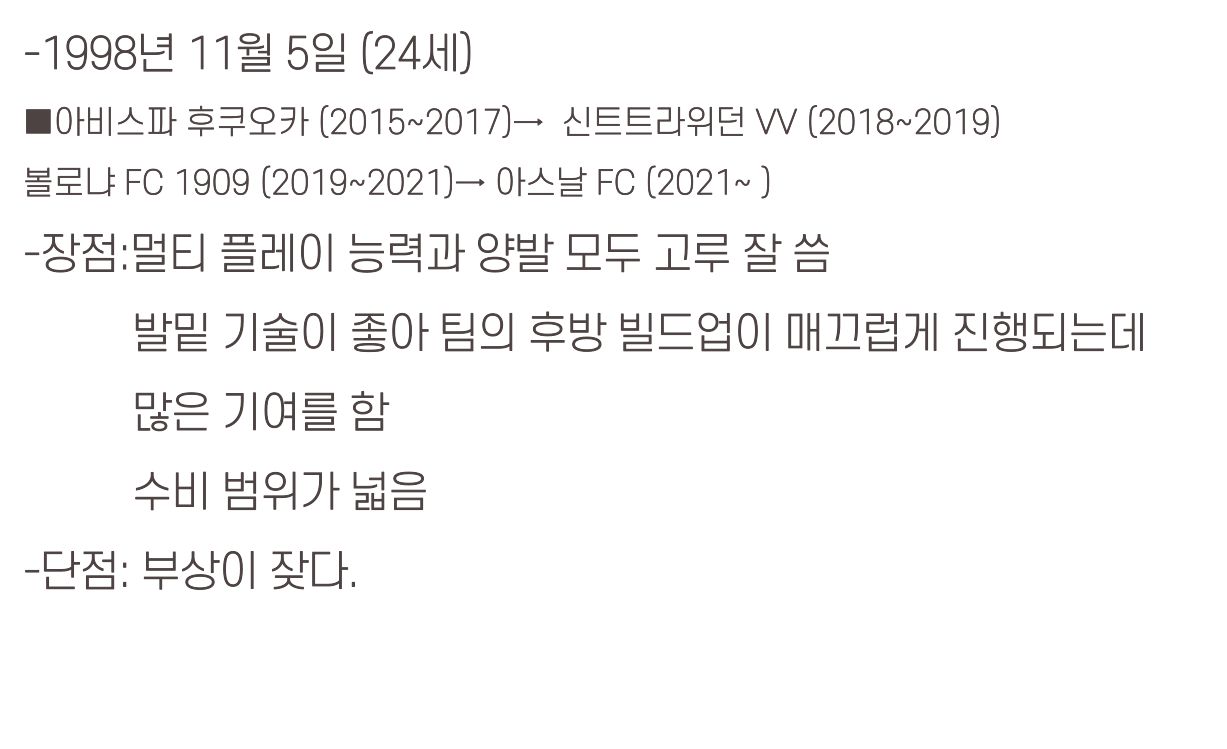 -1998년 11월 5일 (24세)
■아비스파 후쿠오카 (2015~2017)→ 신트트라위던 VV (2018~2019)
볼로냐 FC 1909 (2019~2021)→ 아스날 FC (2021~ )
-장점:멀티 플레이 능력과 양발 모두 고루 잘 씀
발밑 기술이 좋아 팀의 후방 빌드업이 매끄럽게 진행되는데
많은 기여를 함
수비 범위가 넓음
-단점: 부상이 잦다.